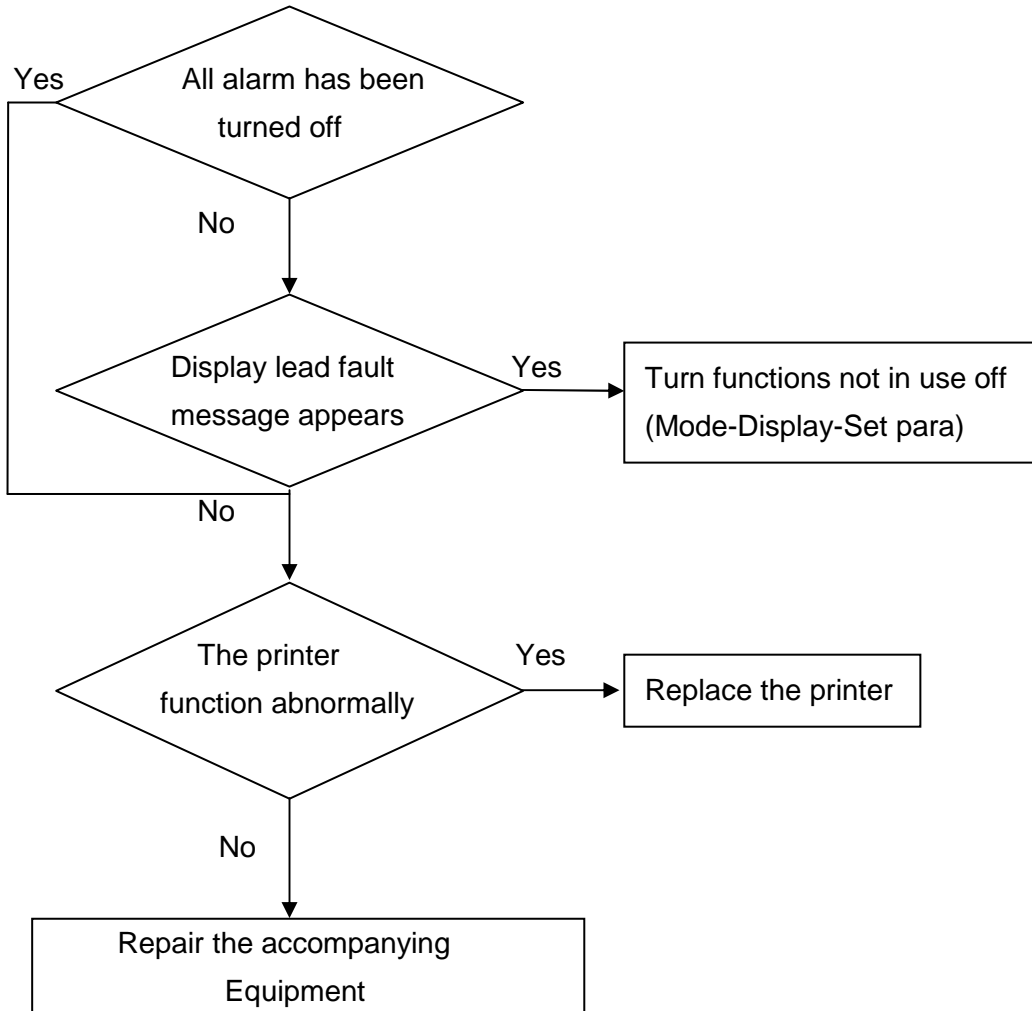 Yes
All alarm has been
turned off
No
Display lead fault
message appears
Yes
Turn functions not in use off
(Mode-Display-Set para)
No
The printer
function abnormally
Yes
Replace the printer
No
Repair the accompanying
Equipment